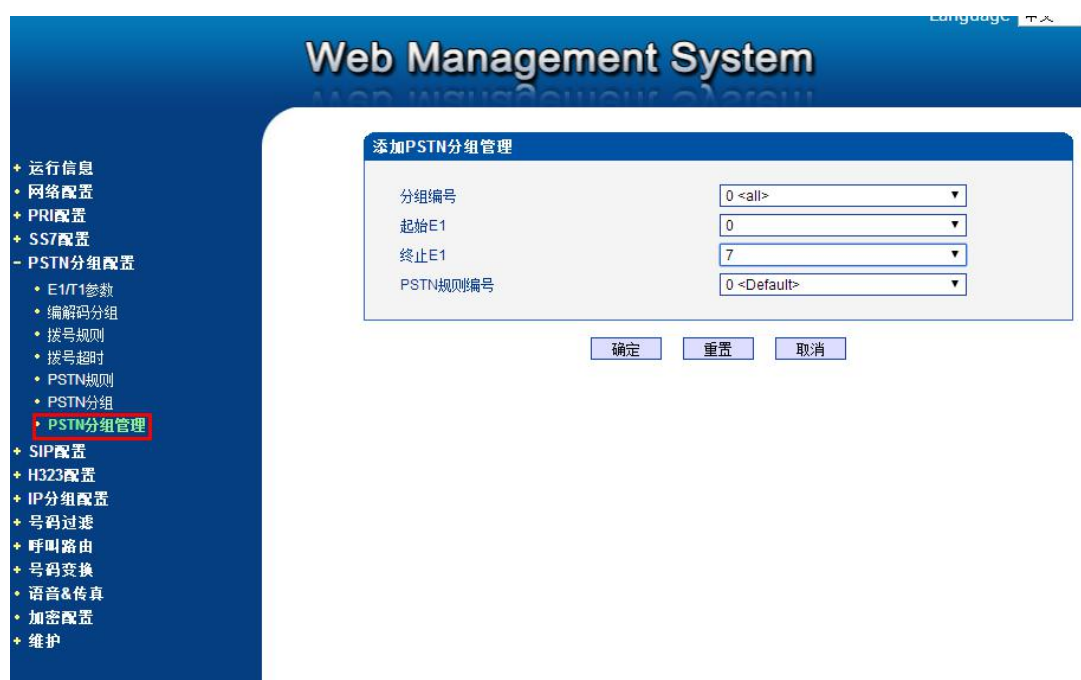 Language 中文
Web Management System
+ 运行信息
• 网络配置
+ PRI配置
+ SS7配置
- PSTN分组配置
• E1/T1参数
• 编解码分组
• 拨号规则
• 拨号超时
• PSTN规则
• PSTN分组
• PSTN分组管理
+ SIP配置
+ H323配置
+ IP分组配置
+ 号码过滤
+ 呼叫路由
+ 号码变换
• 语音&传真
• 加密配置
+ 维护
添加PSTN分组管理
分组编号 0 <all>
起始E1 0
终止E1 7
PSTN规则编号 0 <Default>
确定 重置 取消